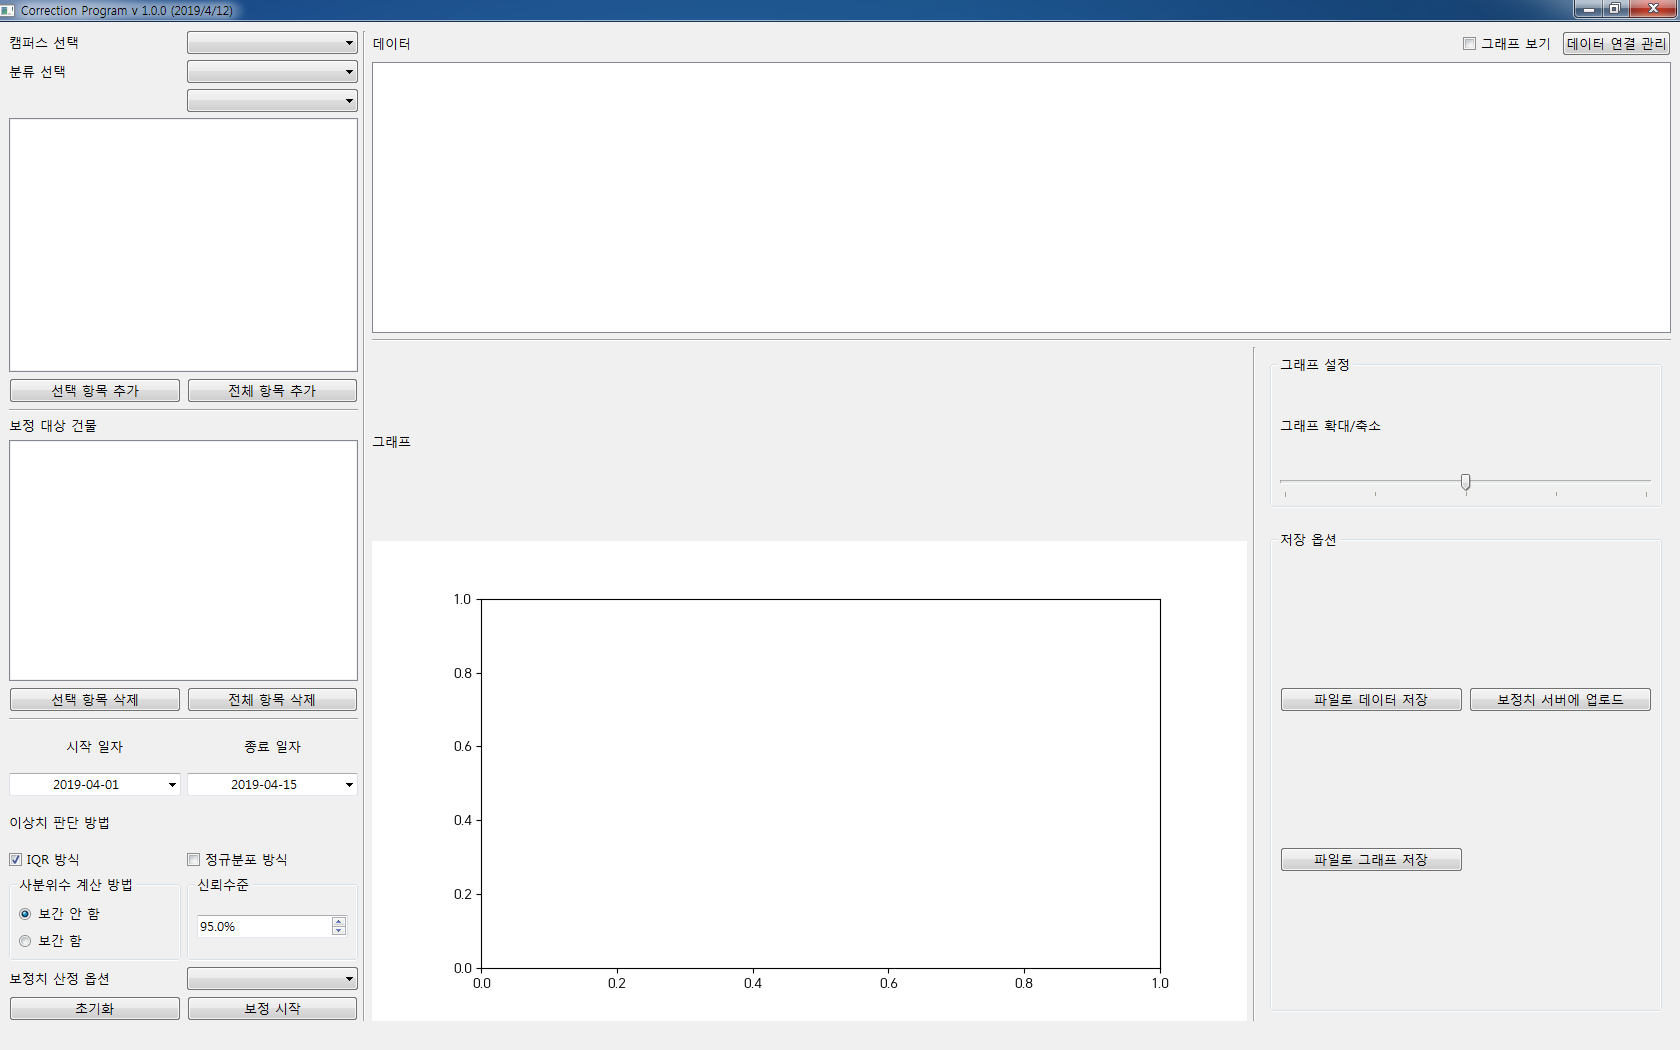 Correction Program v 1.0.0 (2019/4/12)
캠퍼스 선택
분류 선택
선택 항목 추가
전체 항목 추가
보정 대상 건물
선택 항목 삭제
전체 항목 삭제
시작 일자
종료 일자
2019-04-01
2019-04-15
이상치 판단 방법
IQR 방식
정규분포 방식
사분위수 계산 방법
신뢰수준
보간 안 함
보간 함
95.0%
보정치 산정 옵션
초기화
보정 시작
데이터
그래프 보기
데이터 연결 관리
그래프
1.0
0.8
0.6
0.4
0.2
0.0
0.0 0.2 0.4 0.6 0.8 1.0
그래프 설정
그래프 확대/축소
저장 옵션
파일로 데이터 저장
보정치 서버에 업로드
파일로 그래프 저장